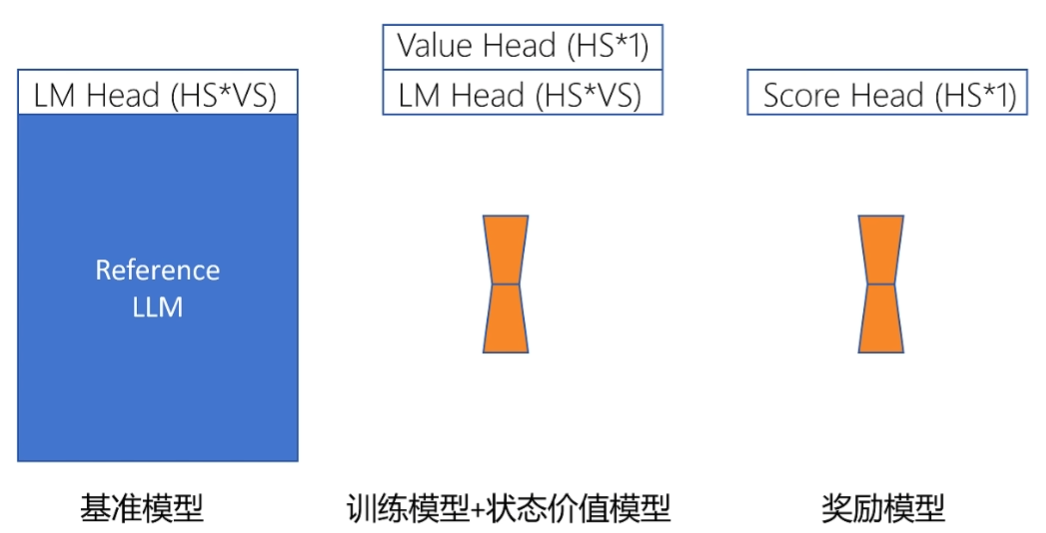 LM Head (HS*VS)
Reference
LLM
基准模型
Value Head (HS*1)
LM Head (HS*VS)
训练模型+状态价值模型
Score Head (HS*1)
奖励模型